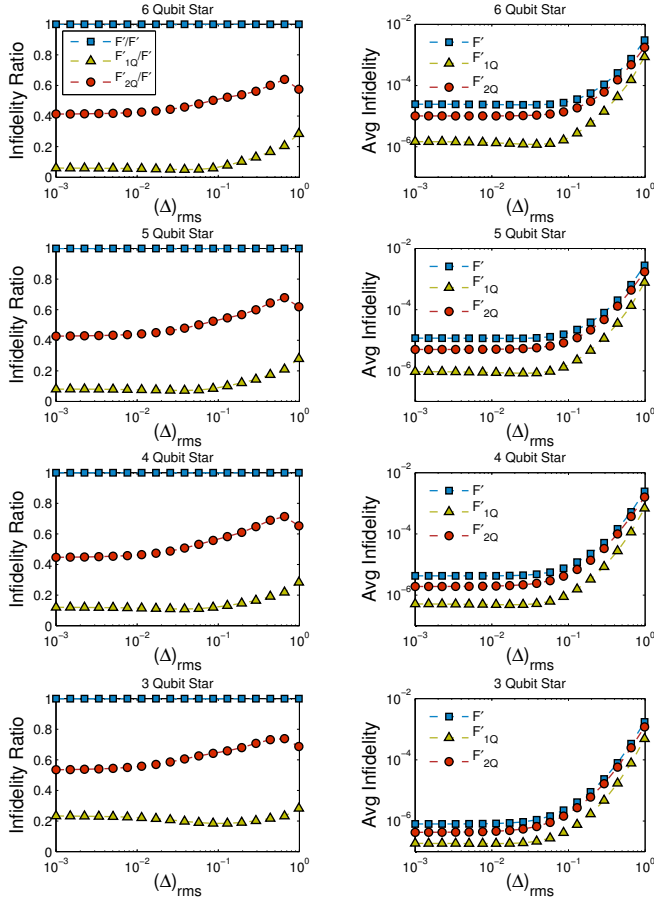 6 Qubit Star
Infidelity Ratio
1
0.8
0.6
0.4
0.2
0
F′/F′
F′1Q/F′
F′2Q/F′
10⁻³ 10⁻² 10⁻¹ 10⁰
(Δ)rms
6 Qubit Star
Avg Infidelity
10⁻²
10⁻⁴
10⁻⁶
F′
F′1Q
F′2Q
10⁻³ 10⁻² 10⁻¹ 10⁰
(Δ)rms
5 Qubit Star
Infidelity Ratio
1
0.8
0.6
0.4
0.2
0
10⁻³ 10⁻² 10⁻¹ 10⁰
(Δ)rms
5 Qubit Star
Avg Infidelity
10⁻²
10⁻⁴
10⁻⁶
F′
F′1Q
F′2Q
10⁻³ 10⁻² 10⁻¹ 10⁰
(Δ)rms
4 Qubit Star
Infidelity Ratio
1
0.8
0.6
0.4
0.2
0
10⁻³ 10⁻² 10⁻¹ 10⁰
(Δ)rms
4 Qubit Star
Avg Infidelity
10⁻²
10⁻⁴
10⁻⁶
F′
F′1Q
F′2Q
10⁻³ 10⁻² 10⁻¹ 10⁰
(Δ)rms
3 Qubit Star
Infidelity Ratio
1
0.8
0.6
0.4
0.2
0
10⁻³ 10⁻² 10⁻¹ 10⁰
(Δ)rms
3 Qubit Star
Avg Infidelity
10⁻²
10⁻⁴
10⁻⁶
F′
F′1Q
F′2Q
10⁻³ 10⁻² 10⁻¹ 10⁰
(Δ)rms